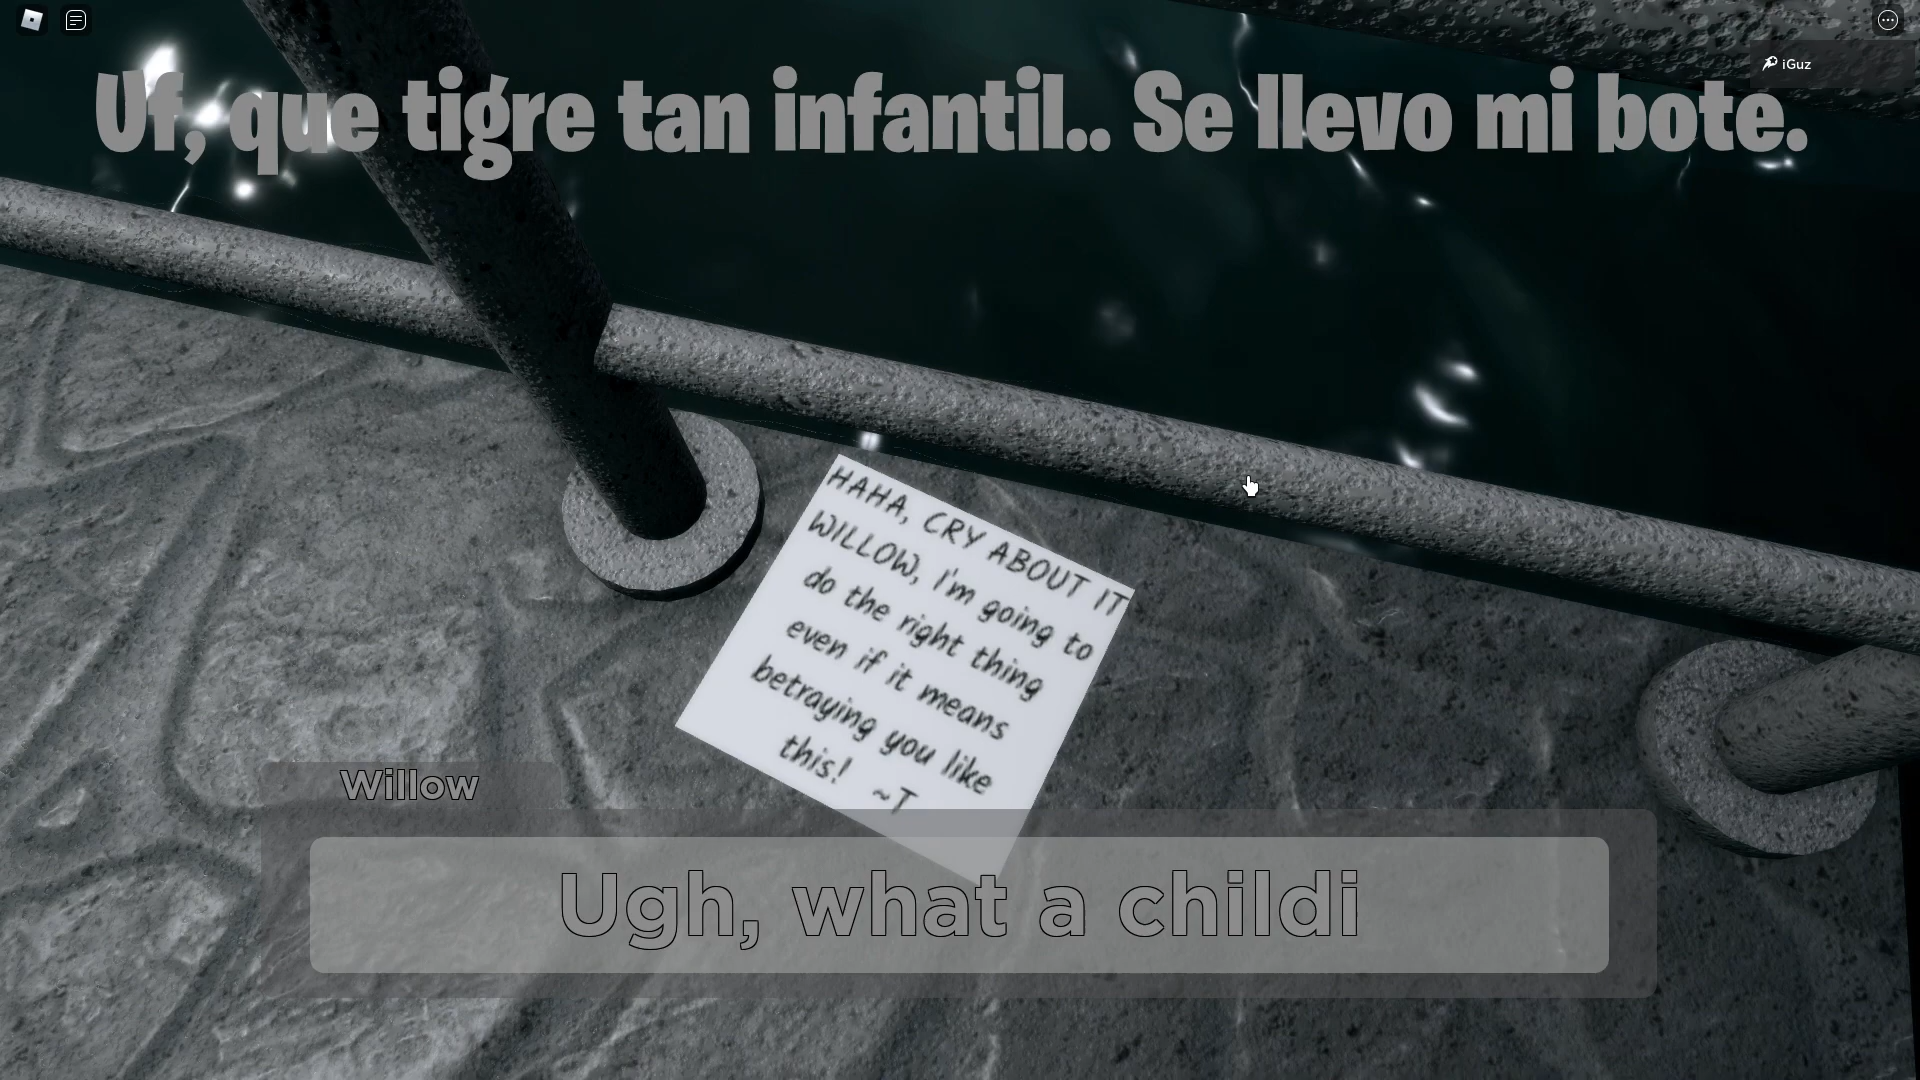 iGuz
Uf, que tigre tan infantil.. Se llevo mi bote.
HAHA, CRY ABOUT IT
WILLOW, I'm going to
do the right thing
even if it means
betraying you like
this! ~T
Willow
Ugh, what a childi